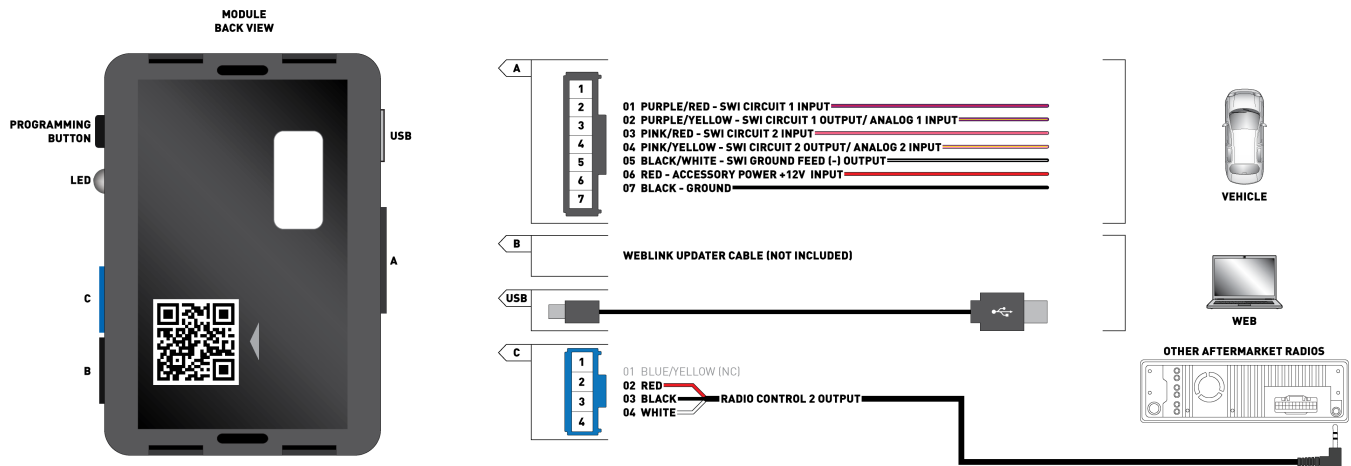 MODULE
BACK VIEW
PROGRAMMING
BUTTON
LED
C
B
USB
A
A
1
2
3
4
5
6
7
01 PURPLE/RED - SWI CIRCUIT 1 INPUT
02 PURPLE/YELLOW - SWI CIRCUIT 1 OUTPUT/ ANALOG 1 INPUT
03 PINK/RED - SWI CIRCUIT 2 INPUT
04 PINK/YELLOW - SWI CIRCUIT 2 OUTPUT/ ANALOG 2 INPUT
05 BLACK/WHITE - SWI GROUND FEED (-) OUTPUT
06 RED - ACCESSORY POWER +12V INPUT
07 BLACK - GROUND
VEHICLE
B
WEBLINK UPDATER CABLE (NOT INCLUDED)
USB
WEB
C
1
2
3
4
01 BLUE/YELLOW (NC)
02 RED
03 BLACK
04 WHITE
RADIO CONTROL 2 OUTPUT
OTHER AFTERMARKET RADIOS